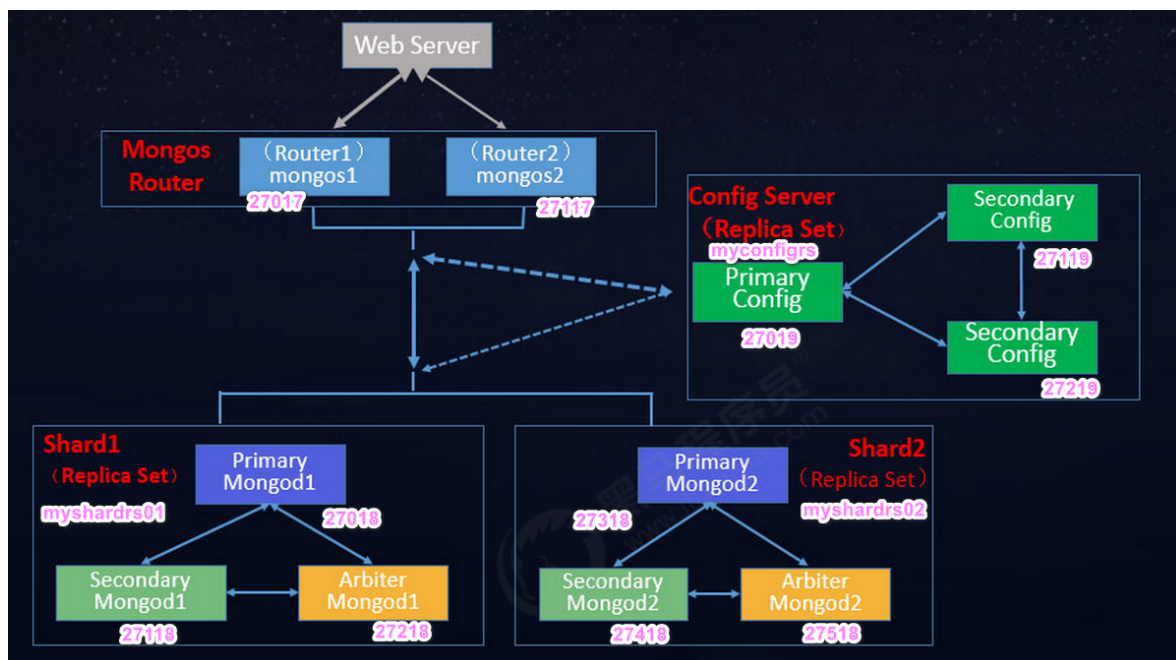 Web Server
Mongos
Router
（Router1）
mongos1
27017
（Router2）
mongos2
27117
Config Server
（Replica Set）
myconfigrs
Primary
Config
27019
Secondary
Config
27119
Secondary
Config
27219
Shard1
（Replica Set）
myshardrs01
Primary
Mongod1
27018
Secondary
Mongod1
27118
Arbiter
Mongod1
27218
Shard2
（Replica Set）
myshardrs02
Primary
Mongod2
27318
Secondary
Mongod2
27418
Arbiter
Mongod2
27518